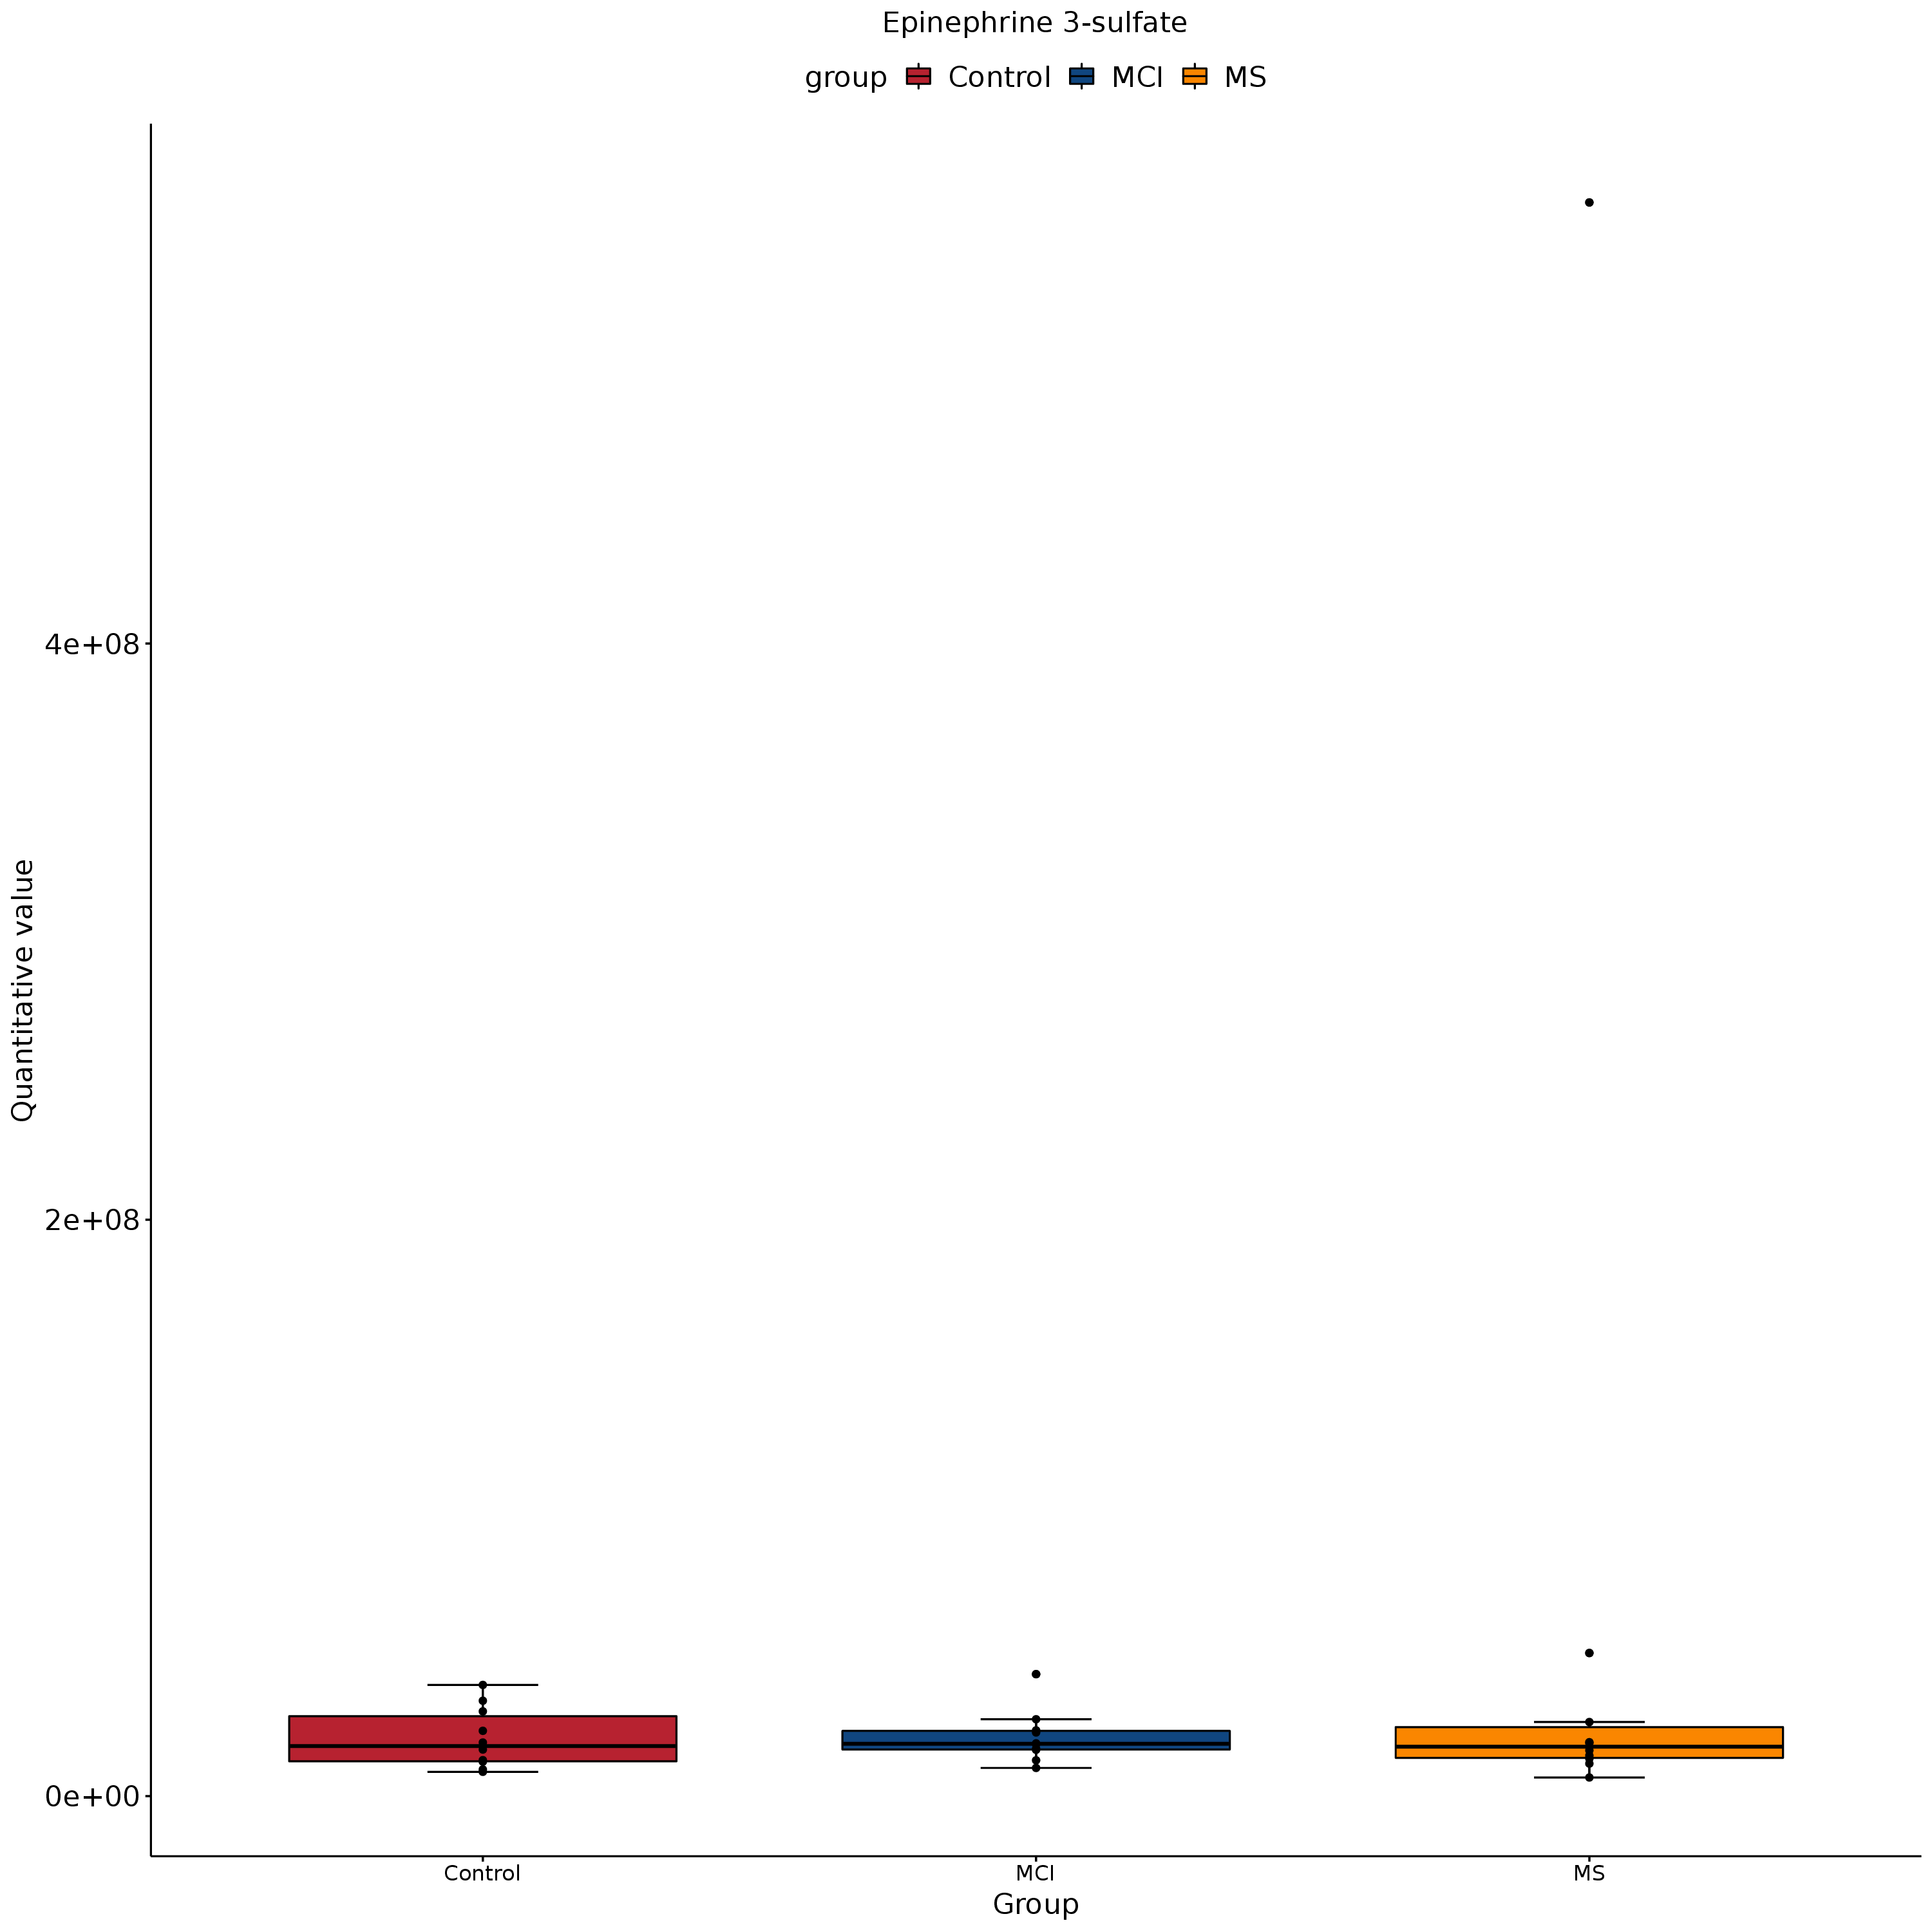 Epinephrine 3-sulfate
group Control MCI MS
Quantitative value
4e+08
2e+08
0e+00
Control MCI MS
Group